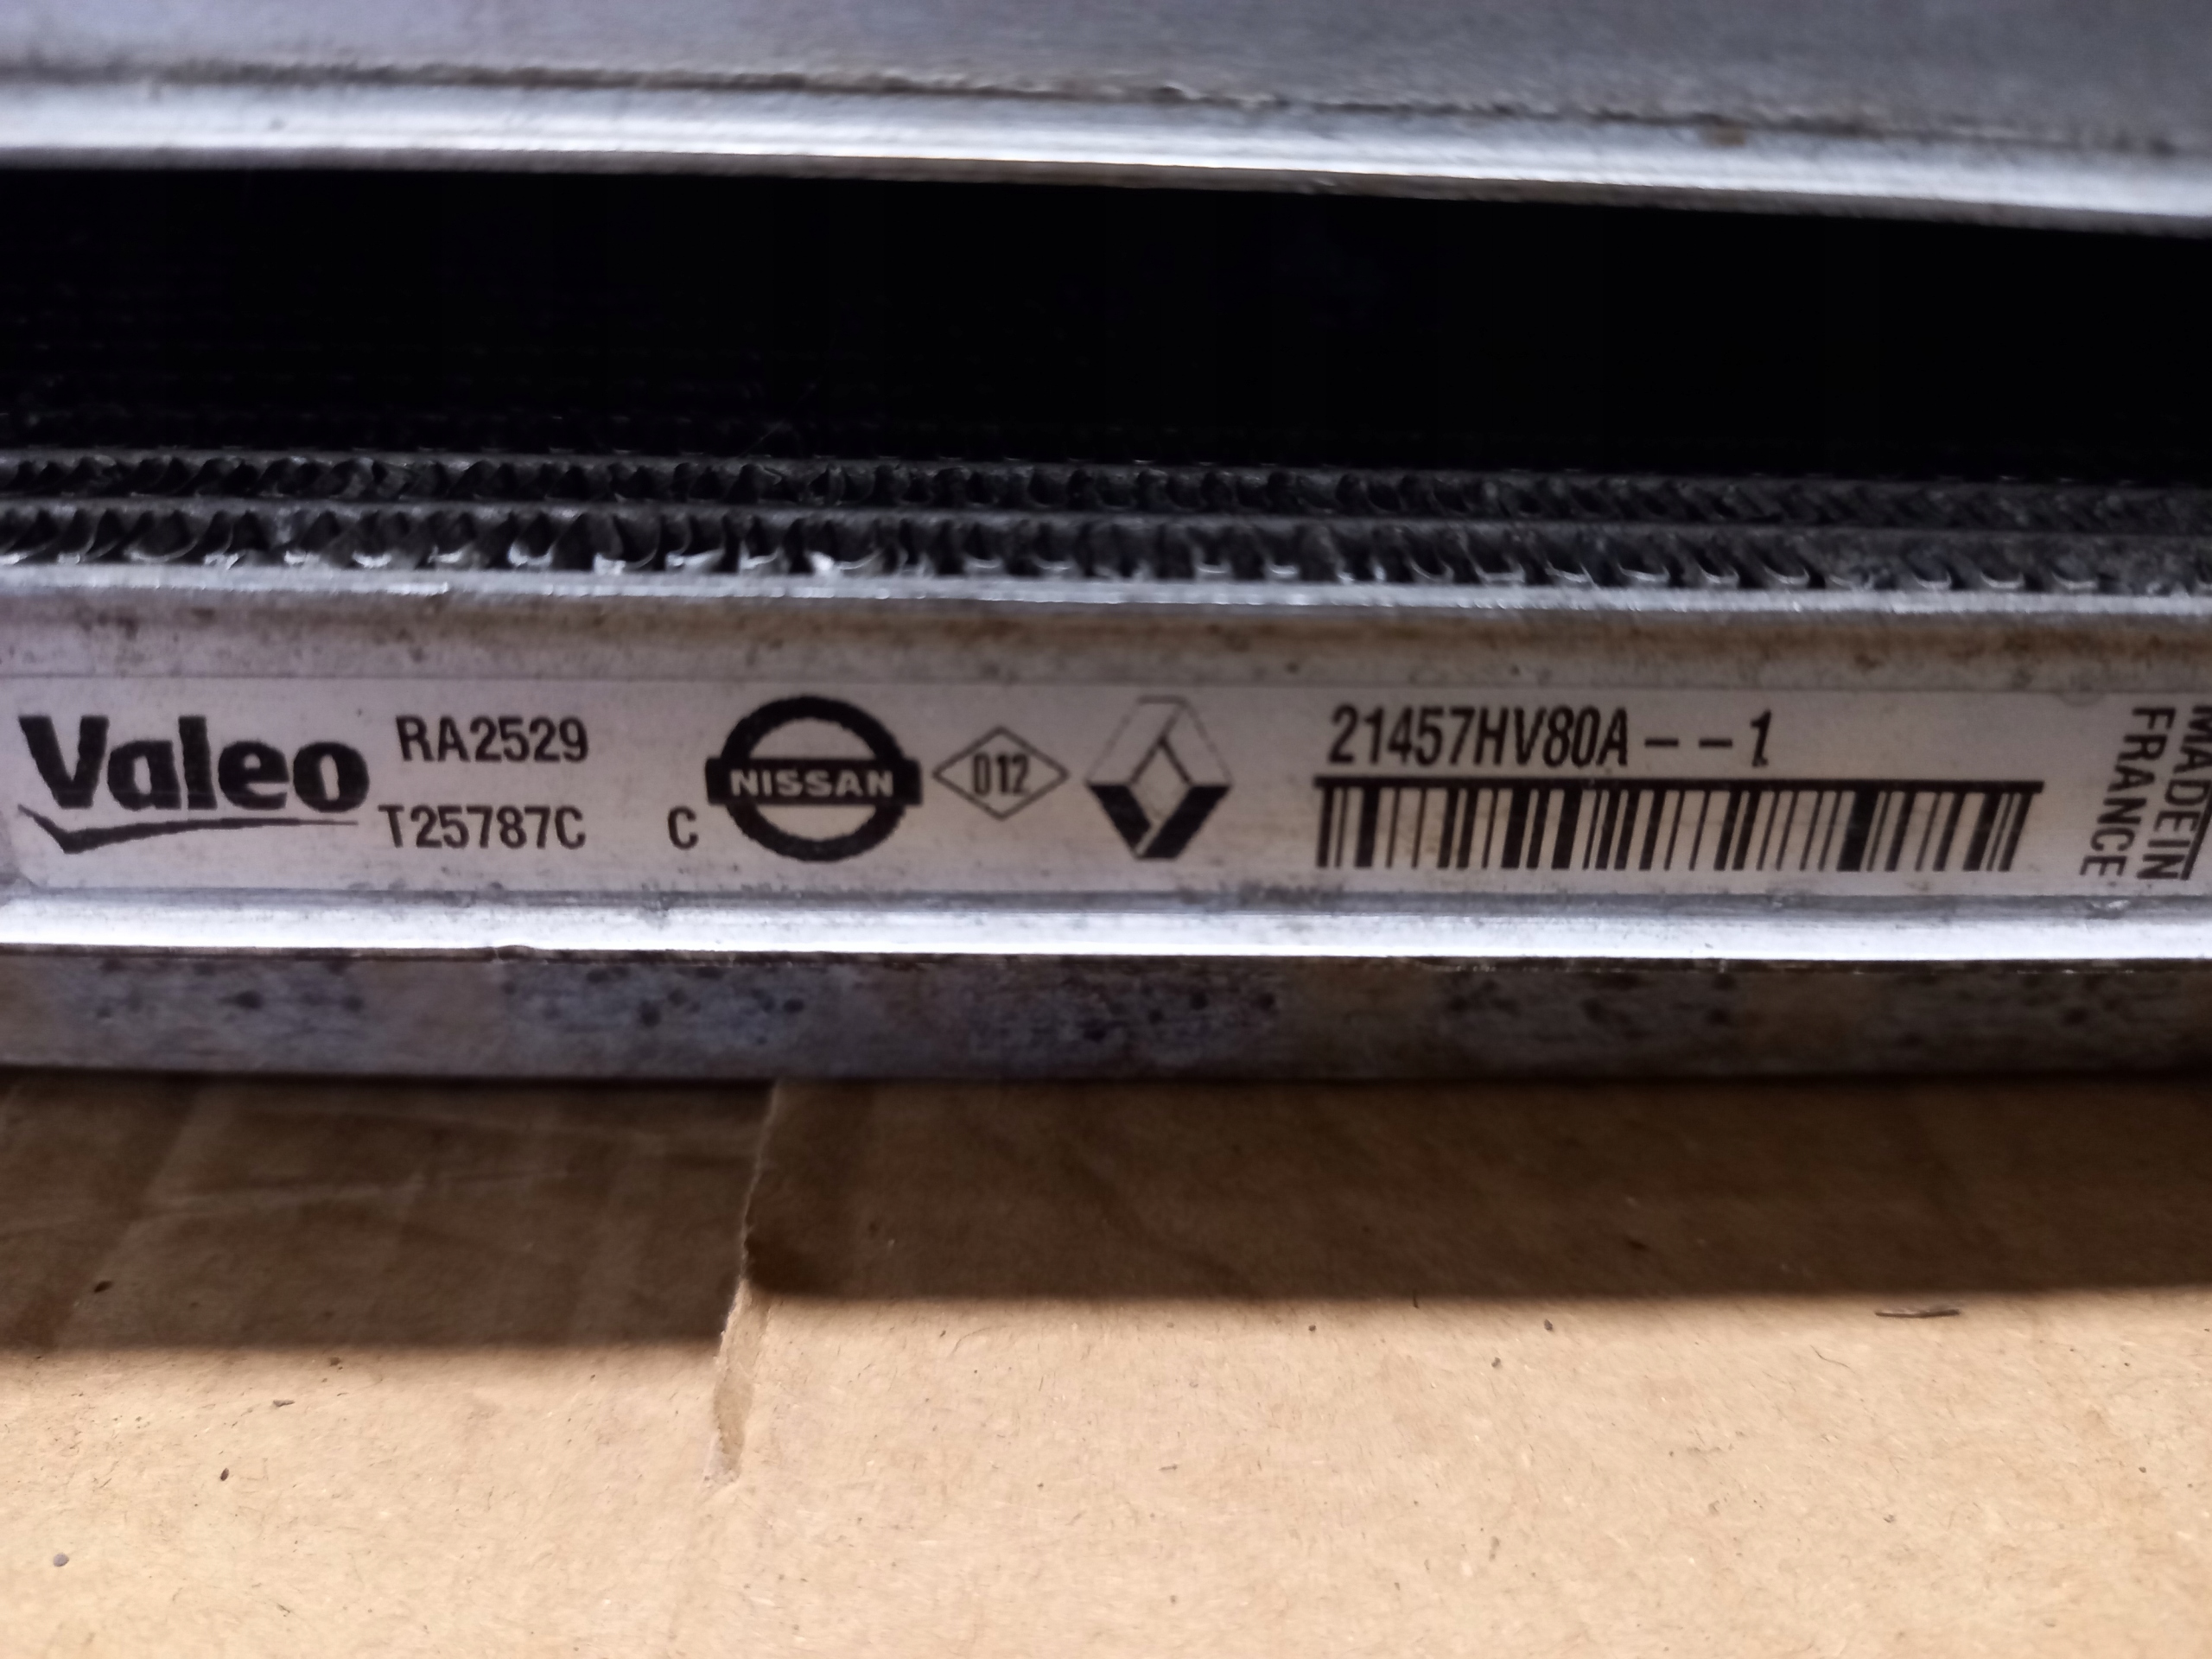 Valeo
RA2529
T25787C
C
NISSAN
012
21457HV80A--1
MADE IN
FRANCE